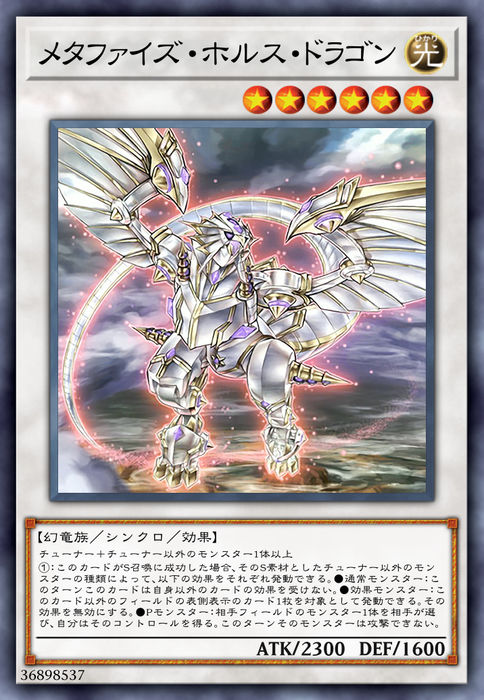 メタファイズ・ホルス・ドラゴン
ひかり
光
【幻竜族／シンクロ／効果】
チューナー＋チューナー以外のモンスター1体以上
①：このカードがS召喚に成功した場合、そのS素材としたチューナー以外のモン
スターの種類によって、以下の効果をそれぞれ発動できる。●通常モンスター：こ
のターンこのカードは自身以外のカードの効果を受けない。●効果モンスター：こ
のカード以外のフィールドの表側表示のカード1枚を対象として発動できる。その
効果を無効にする。●Pモンスター：相手フィールドのモンスター1体を相手が選
び、自分はそのコントロールを得る。このターンそのモンスターは攻撃できない。
ATK/2300 DEF/1600
36898537